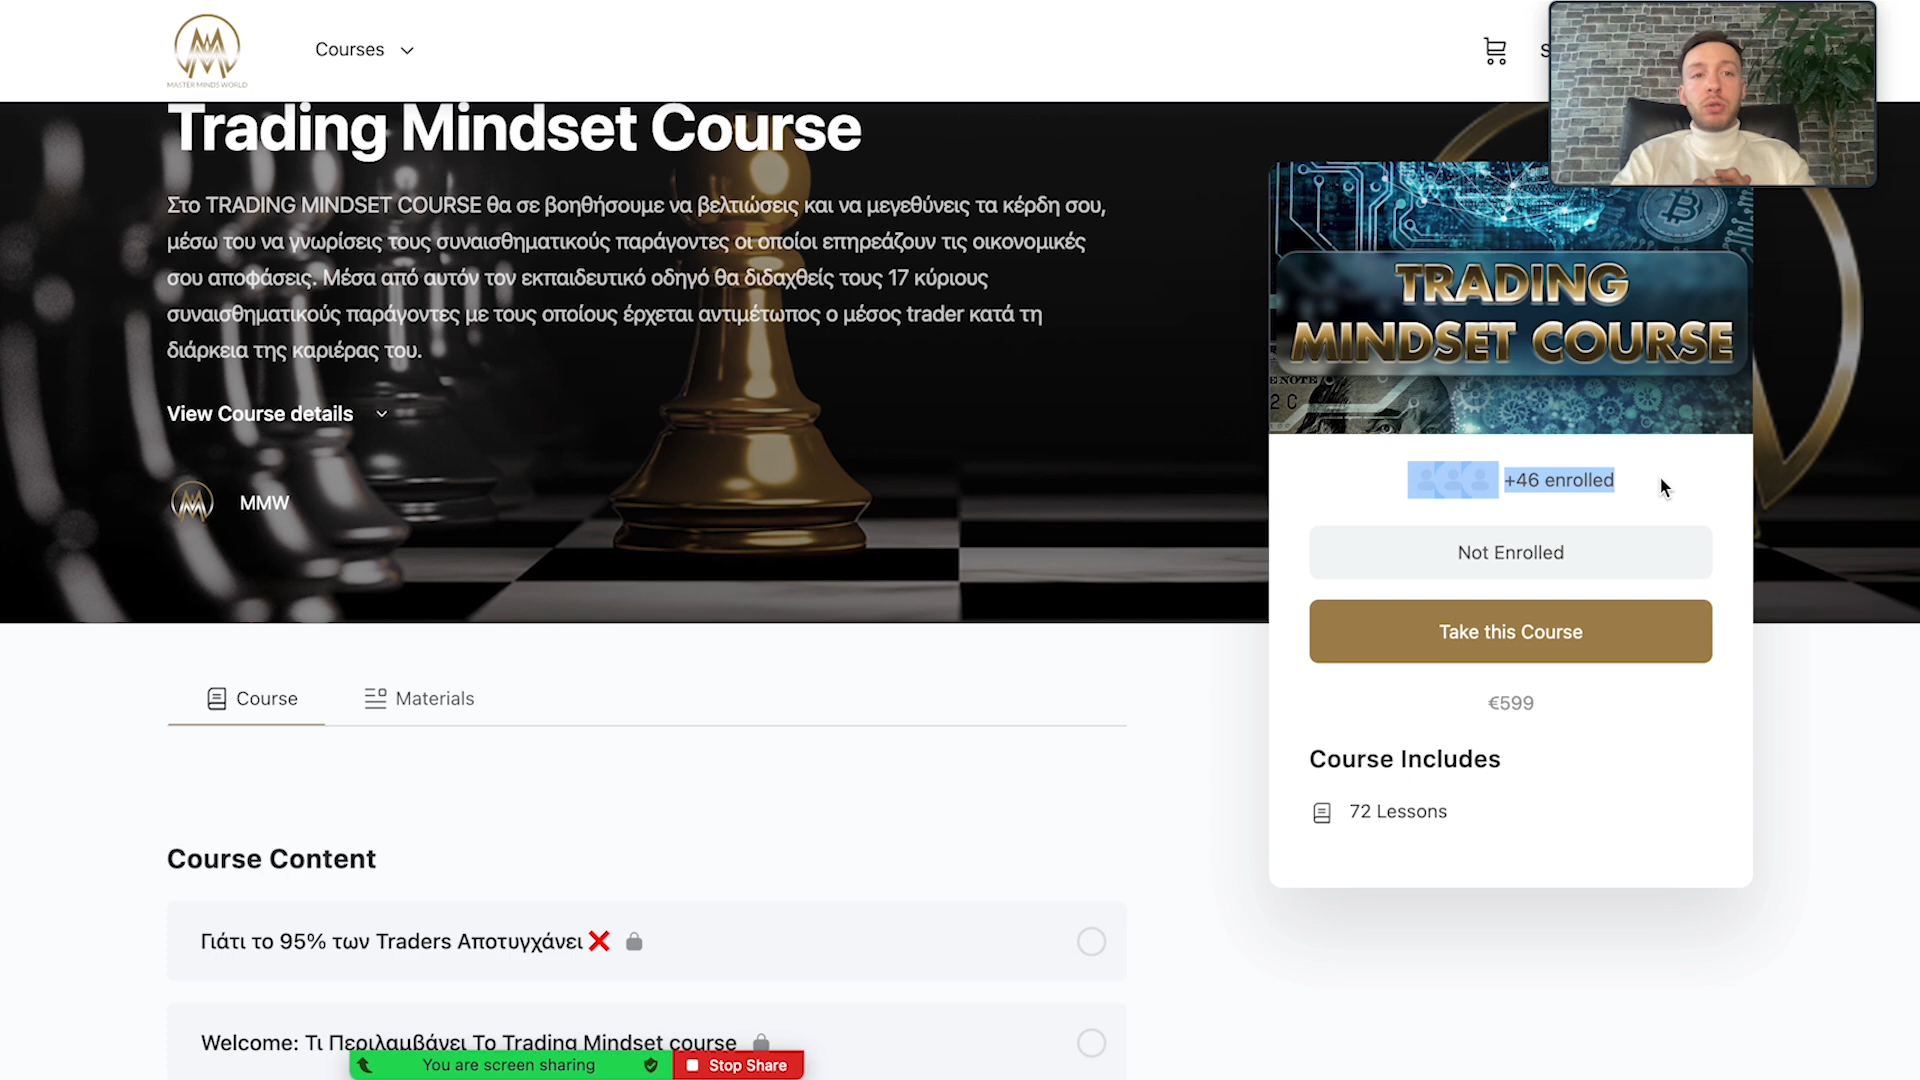 MASTER MINDS WORLD
Courses
S
Trading Mindset Course
Στο TRADING MINDSET COURSE θα σε βοηθήσουμε να βελτιώσεις και να μεγεθύνεις τα κέρδη σου,
μέσω του να γνωρίσεις τους συναισθηματικούς παράγοντες οι οποίοι επηρεάζουν τις οικονομικές
σου αποφάσεις. Μέσα από αυτόν τον εκπαιδευτικό οδηγό θα διδαχθείς τους 17 κύριους
συναισθηματικούς παράγοντες με τους οποίους έρχεται αντιμέτωπος ο μέσος trader κατά τη
διάρκεια της καριέρας του.
View Course details
MMW
TRADING
MINDSET COURSE
+46 enrolled
Not Enrolled
Take this Course
€599
Course Includes
72 Lessons
Course
Materials
Course Content
Γιάτι το 95% των Traders Αποτυγχάνει
Welcome: Τι Περιλαμβάνει Το Trading Mindset course
You are screen sharing
Stop Share